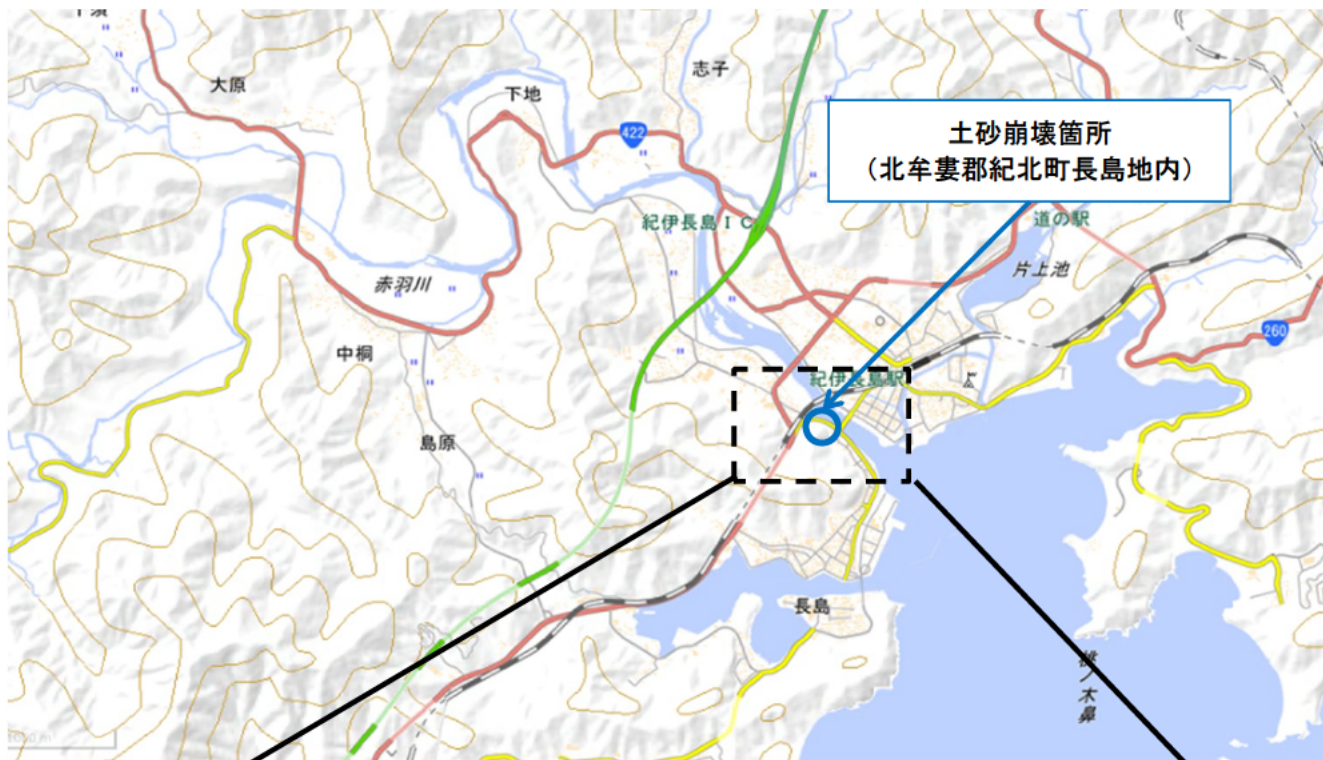 大原
下地
志子
422
土砂崩壊箇所
（北牟婁郡紀北町長島地内）
紀伊長島ＩＣ
道の駅
片上池
赤羽川
260
中桐
紀伊長島駅
島原
長島
桃ノ木鼻